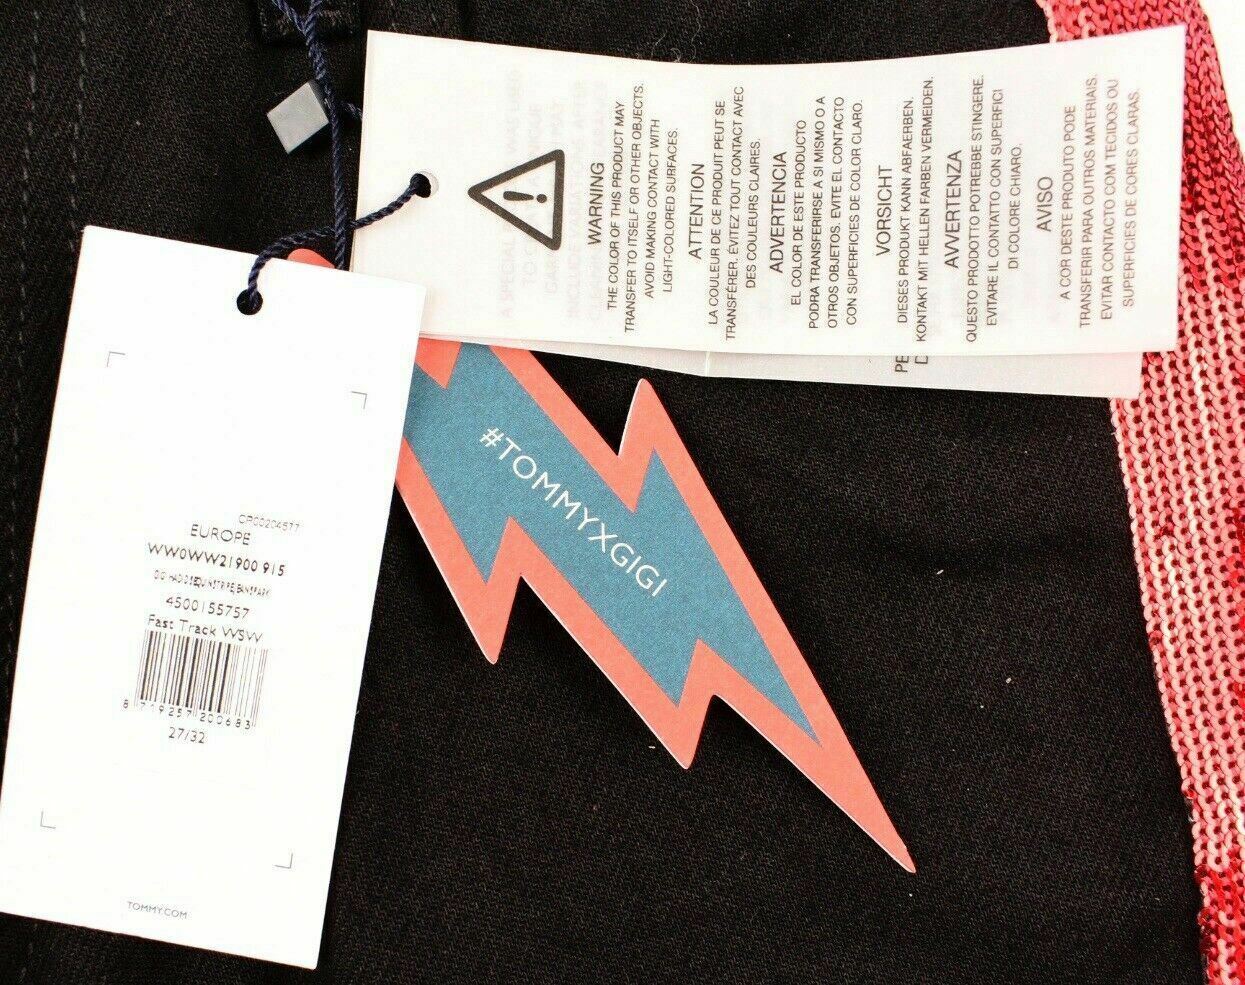 WARNING
THE COLOR OF THIS PRODUCT MAY
TRANSFER TO ITSELF OR OTHER OBJECTS.
AVOID MAKING CONTACT WITH
LIGHT-COLORED SURFACES.
ATTENTION
LA COULEUR DE CE PRODUIT PEUT SE
TRANSFÉRER. ÉVITEZ TOUT CONTACT AVEC
DES COULEURS CLAIRES.
ADVERTENCIA
EL COLOR DE ESTE PRODUCTO
PODRA TRANSFERIRSE A SI MISMO O A
OTROS OBJETOS. EVITE EL CONTACTO
CON SUPERFICIES DE COLOR CLARO.
VORSICHT
DIESES PRODUKT KANN ABFAERBEN.
KONTAKT MIT HELLEN FARBEN VERMEIDEN.
AVVERTENZA
QUESTO PRODOTTO POTREBBE STINGERE.
EVITARE IL CONTATTO CON SUPERFICI
DI COLORE CHIARO.
AVISO
A COR DESTE PRODUTO PODE
TRANSFERIR PARA OUTROS MATERIAIS.
EVITAR CONTACTO COM TECIDOS OU
SUPERFICIES DE CORES CLARAS.
#TOMMYXGIGI
CR00204577
EUROPE
WW0WW21900 915
4500155757
Fast Track WSW
8 719257 200683
27/32
TOMMY.COM